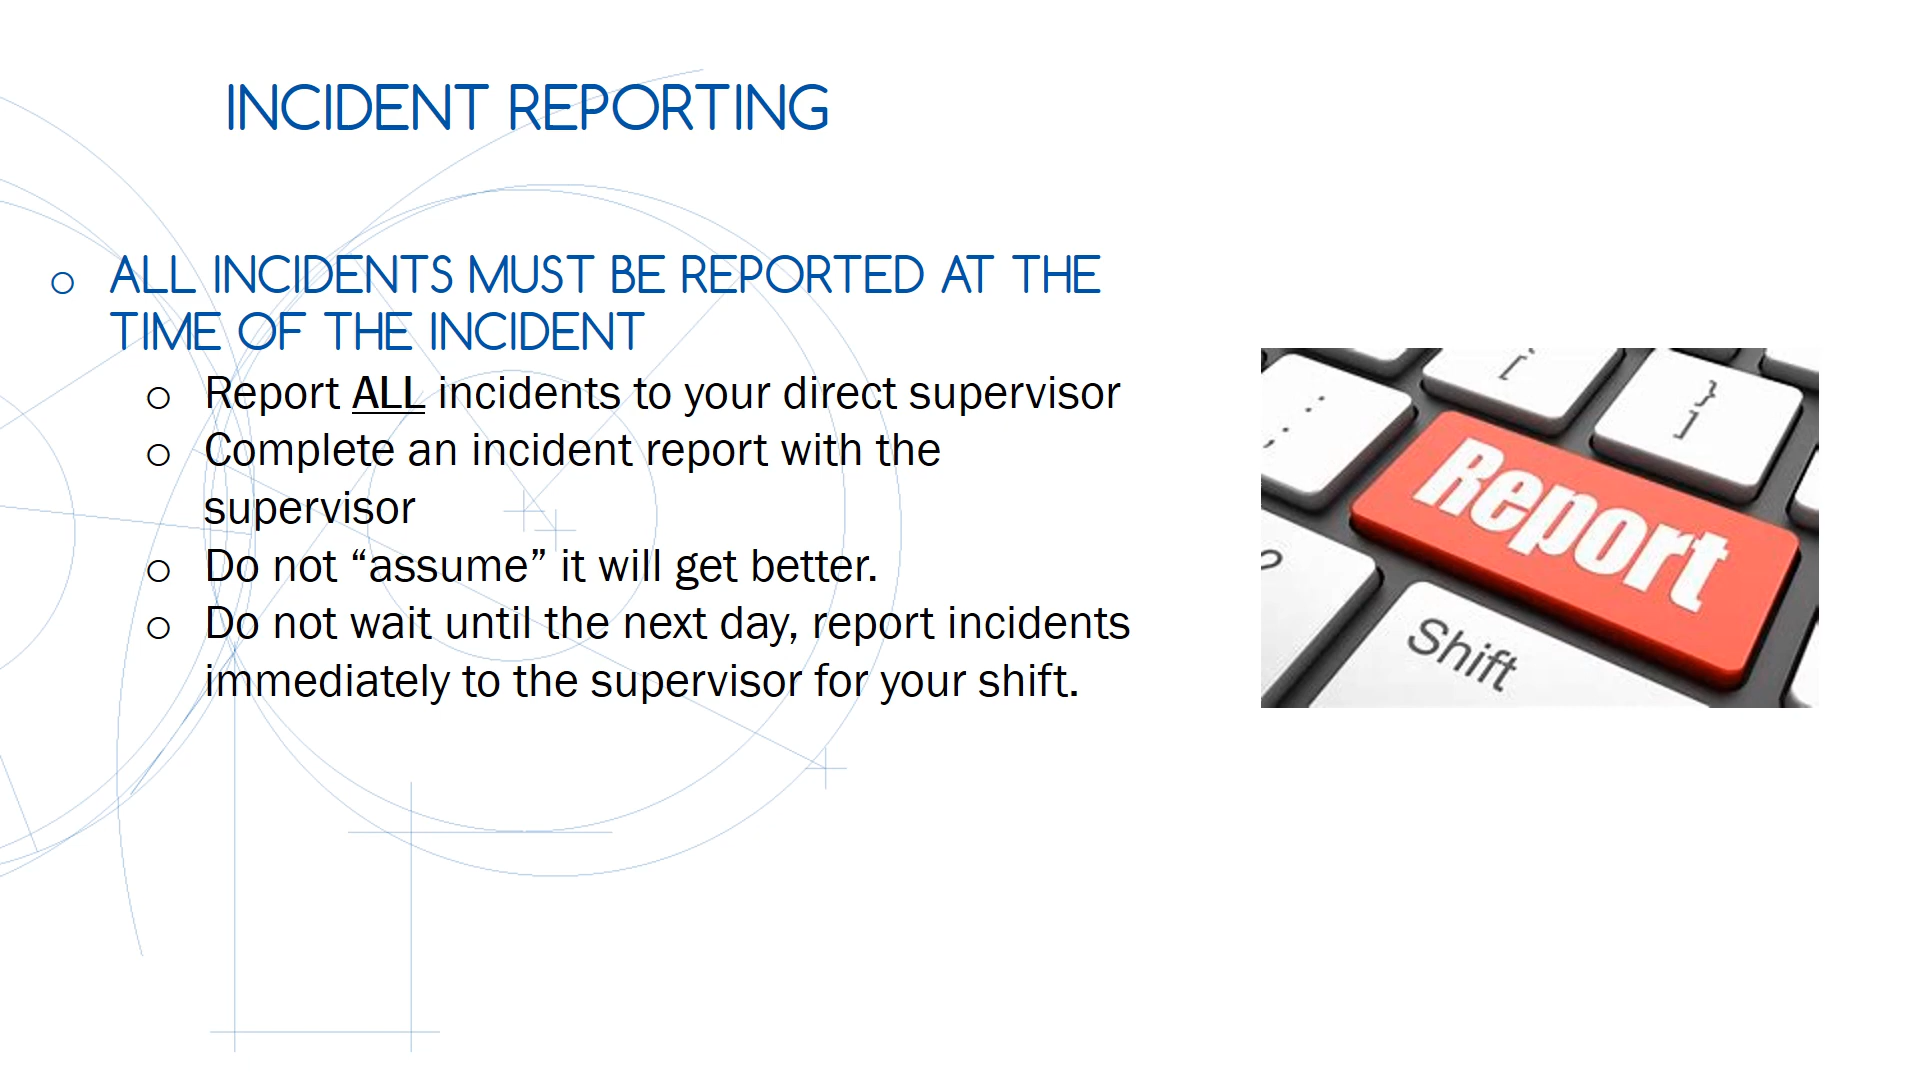 INCIDENT REPORTING
ALL INCIDENTS MUST BE REPORTED AT THE
TIME OF THE INCIDENT
Report ALL incidents to your direct supervisor
Complete an incident report with the
supervisor
Do not “assume” it will get better.
Do not wait until the next day, report incidents
immediately to the supervisor for your shift.
{
[
}
]
:
;
Report
?
Shift